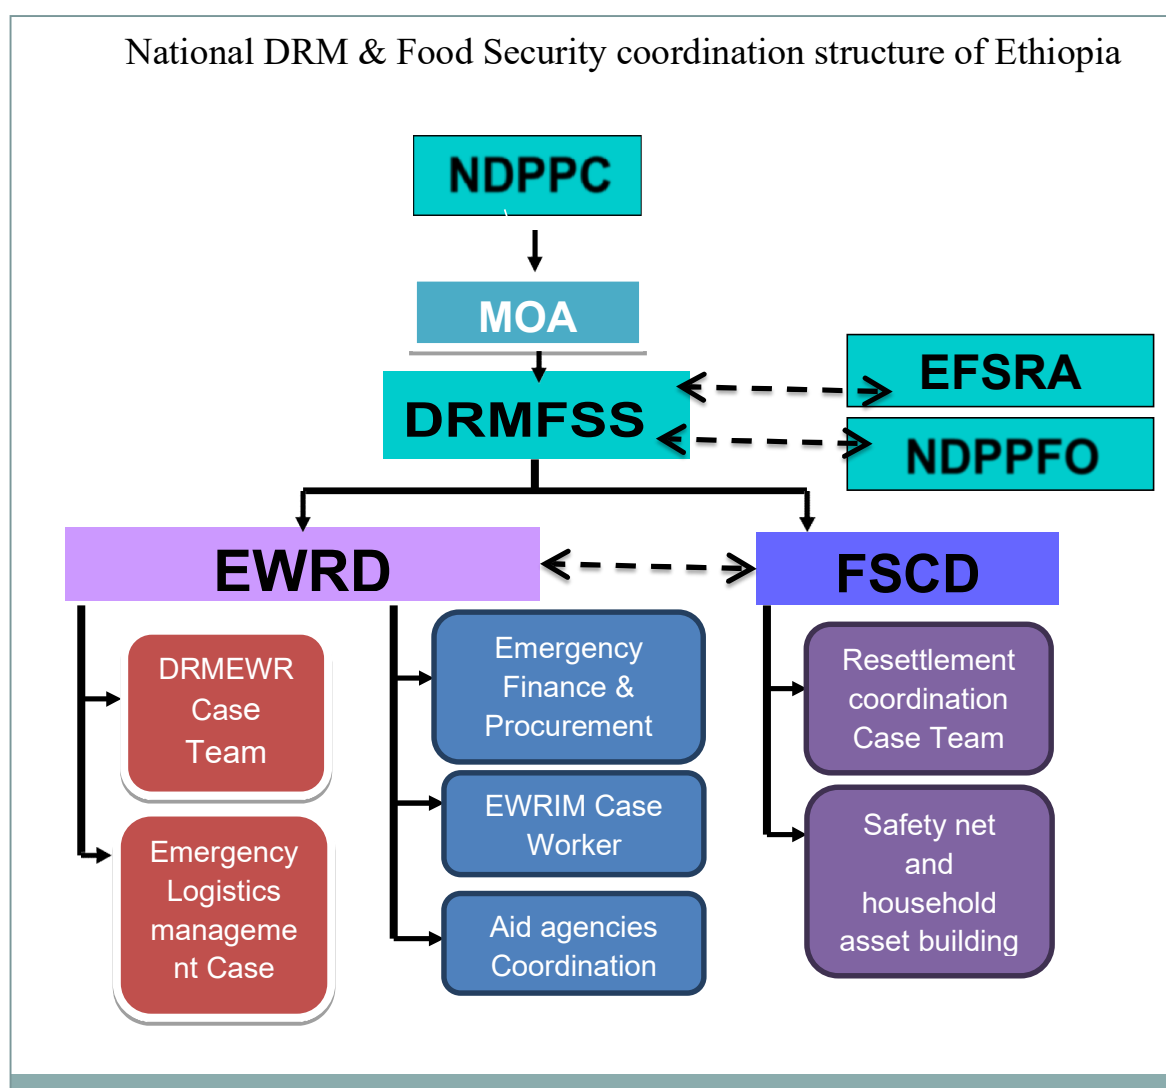 National DRM & Food Security coordination structure of Ethiopia
NDPPC
MOA
EFSRA
DRMFSS
NDPPFO
EWRD
FSCD
DRMEWR
Case
Team
Emergency
Logistics
manageme
nt Case
Emergency
Finance &
Procurement
EWRIM Case
Worker
Aid agencies
Coordination
Resettlement
coordination
Case Team
Safety net
and
household
asset building